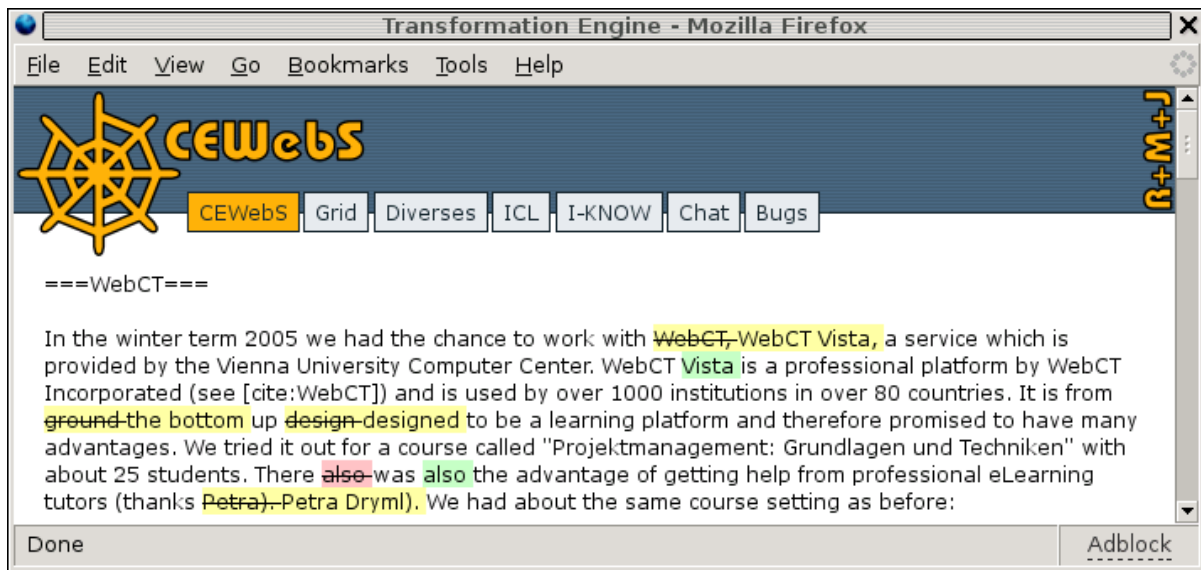 Transformation Engine - Mozilla Firefox
File Edit View Go Bookmarks Tools Help
CEWebS
J+W+Y
CEWebS Grid Diverses ICL I-KNOW Chat Bugs
===WebCT===
In the winter term 2005 we had the chance to work with WebCT, WebCT Vista, a service which is
provided by the Vienna University Computer Center. WebCT Vista is a professional platform by WebCT
Incorporated (see [cite:WebCT]) and is used by over 1000 institutions in over 80 countries. It is from
ground the bottom up design designed to be a learning platform and therefore promised to have many
advantages. We tried it out for a course called "Projektmanagement: Grundlagen und Techniken" with
about 25 students. There also was also the advantage of getting help from professional eLearning
tutors (thanks Petra). Petra Dryml). We had about the same course setting as before:
Done Adblock